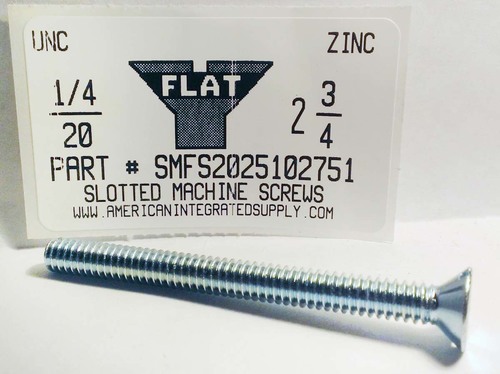 UNC ZINC
FLAT
1/4
20
2 3/4
PART # SMFS2025102751
SLOTTED MACHINE SCREWS
WWW.AMERICANINTEGRATEDSUPPLY.COM